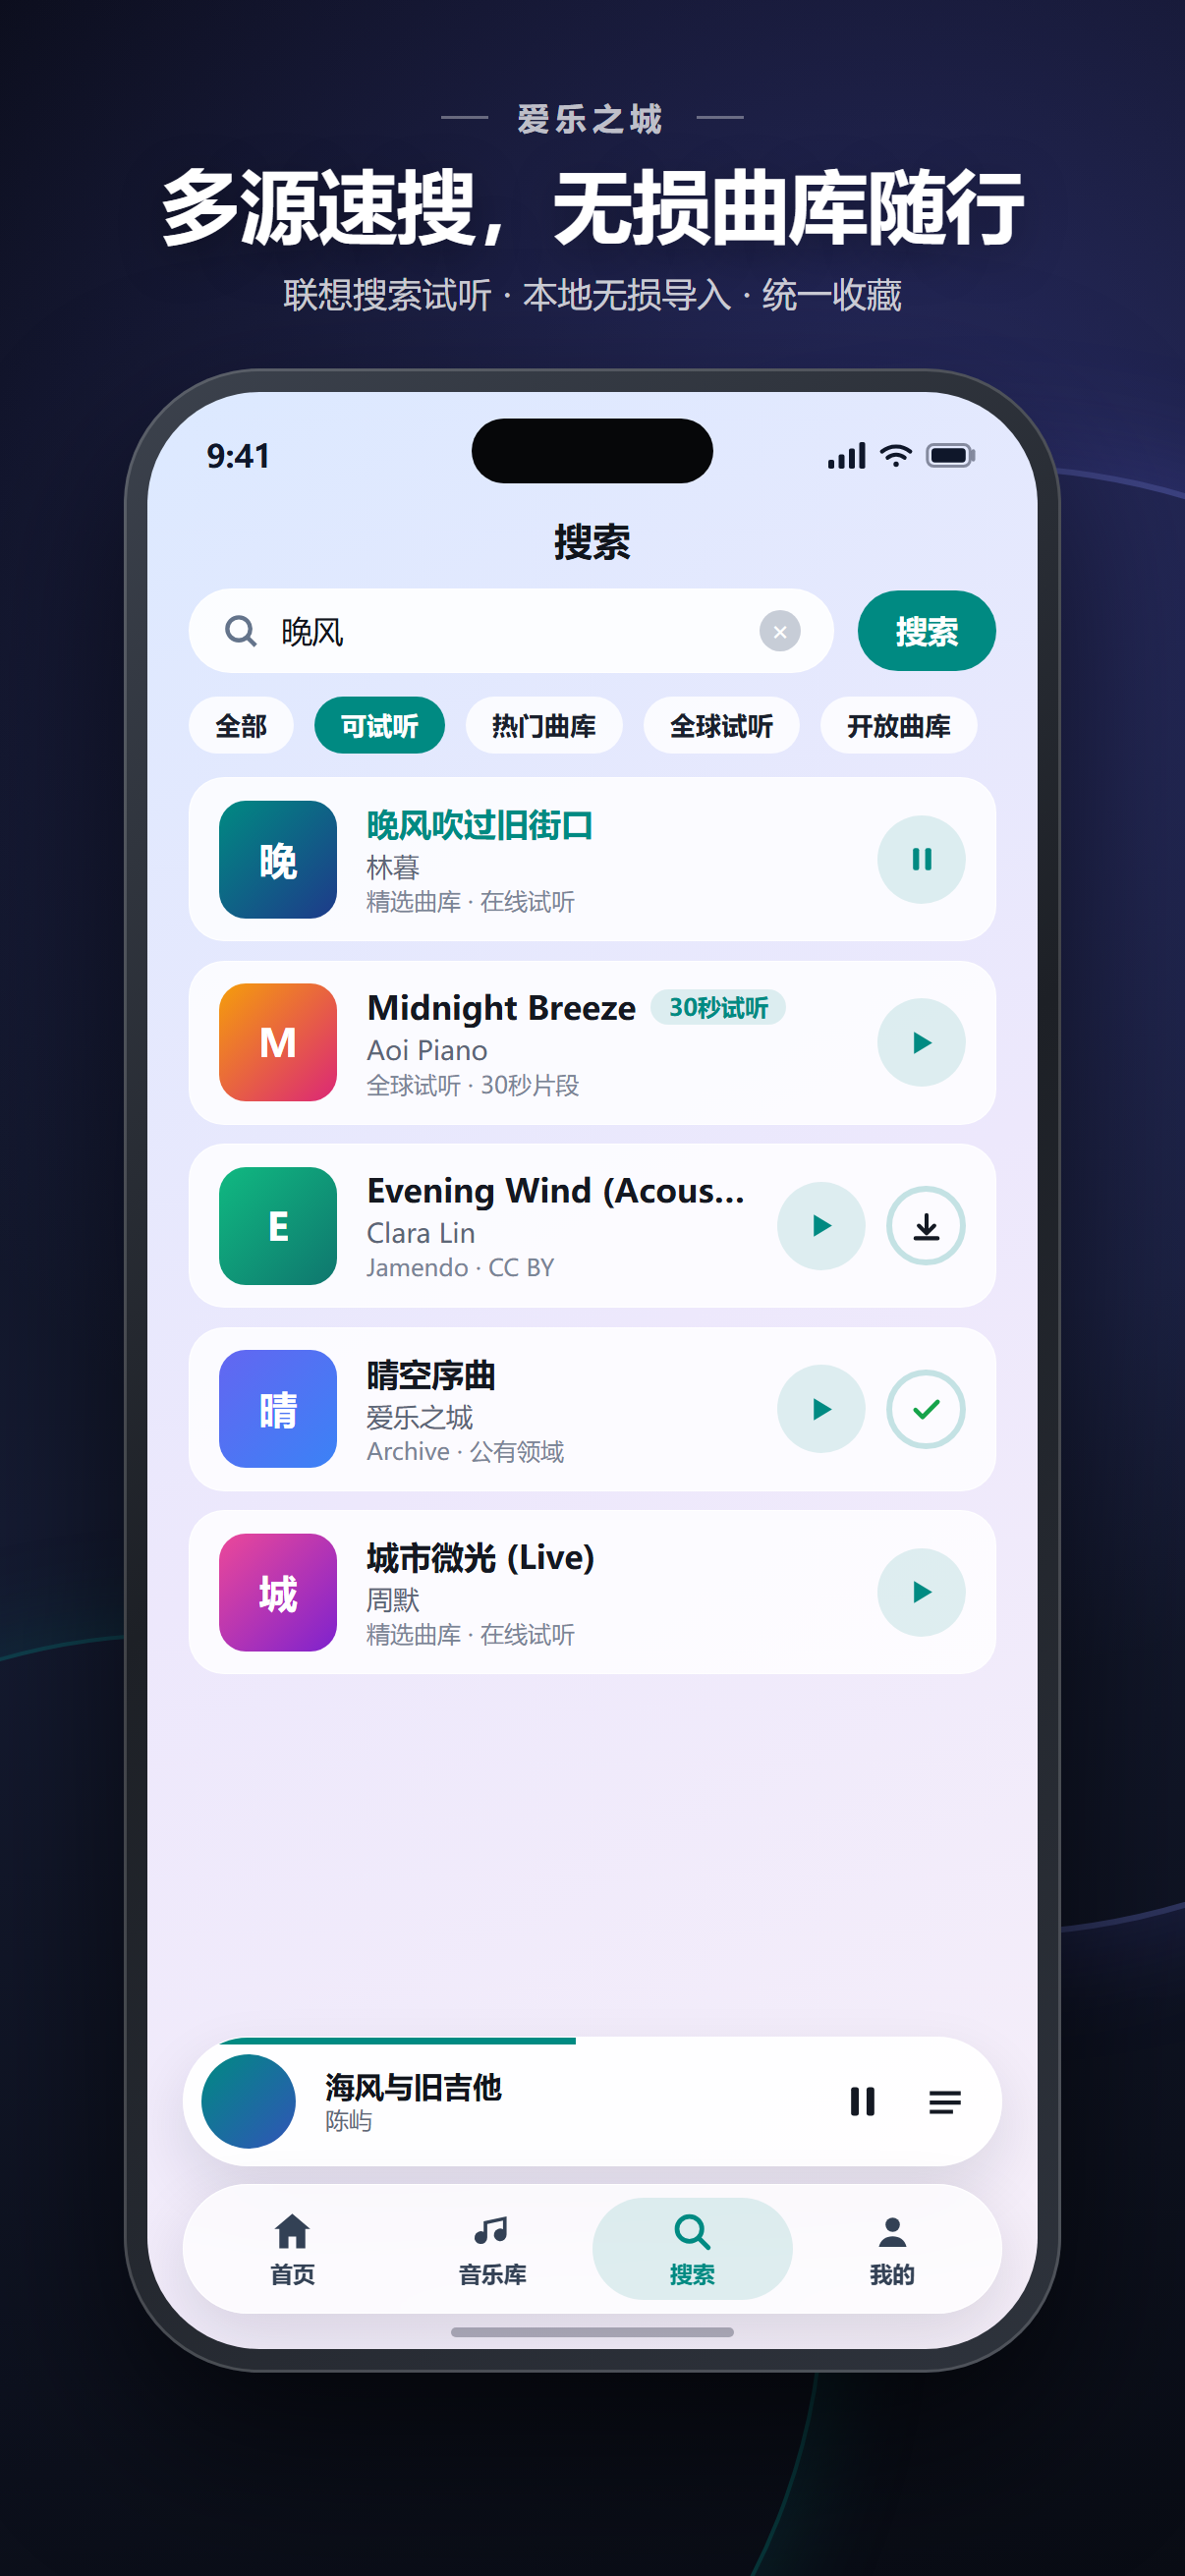 爱乐之城
多源速搜，无损曲库随行
联想搜索试听 · 本地无损导入 · 统一收藏
9:41
搜索
晚风
搜索
全部 可试听 热门曲库 全球试听 开放曲库
晚
晚风吹过旧街口
林暮
精选曲库 · 在线试听
M
Midnight Breeze 30秒试听
Aoi Piano
全球试听 · 30秒片段
E
Evening Wind (Acous...
Clara Lin
Jamendo · CC BY
晴
晴空序曲
爱乐之城
Archive · 公有领域
城
城市微光 (Live)
周默
精选曲库 · 在线试听
海风与旧吉他
陈屿
首页 音乐库 搜索 我的